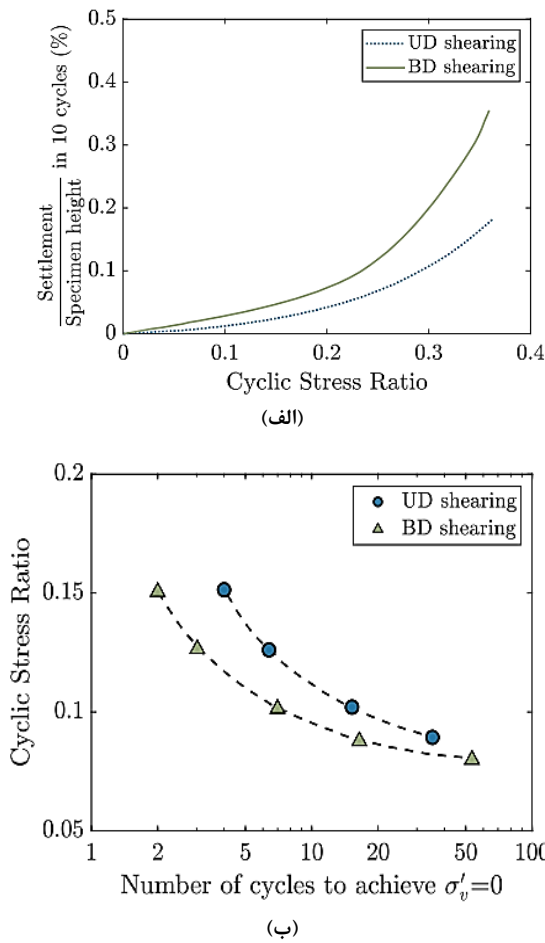 0.5
0.4
0.3
0.2
0.1
0
Settlement
Specimen height
in 10 cycles (%)
UD shearing
BD shearing
0 0.1 0.2 0.3 0.4
Cyclic Stress Ratio
(الف)
0.2
0.15
0.1
0.05
Cyclic Stress Ratio
UD shearing
BD shearing
1 2 5 10 20 50 100
Number of cycles to achieve σ′v=0
(ب)